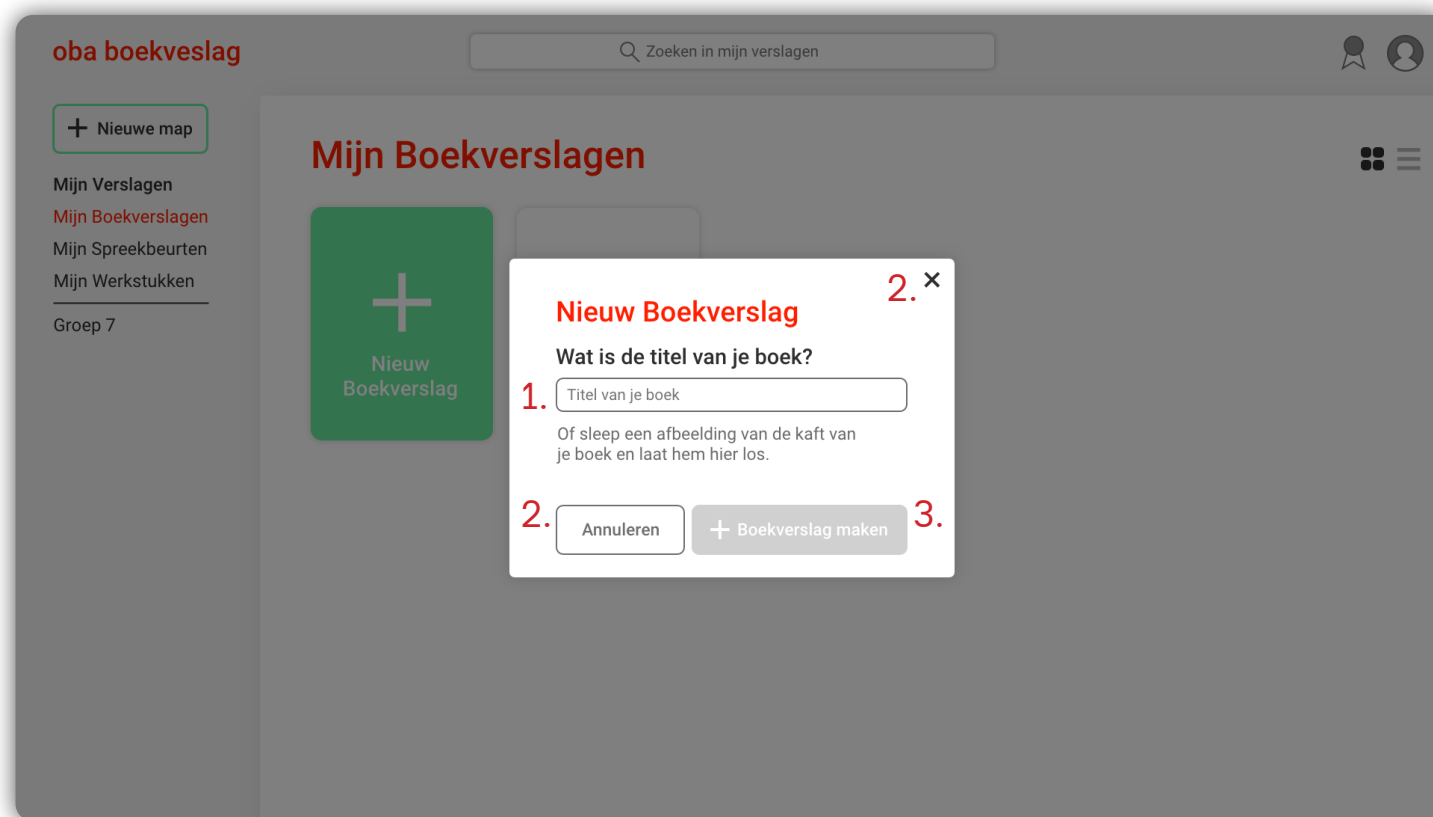 oba boekveslag
Zoeken in mijn verslagen
Nieuwe map
Mijn Verslagen
Mijn Boekverslagen
Mijn Spreekbeurten
Mijn Werkstukken
Groep 7
Mijn Boekverslagen
Nieuw
Boekverslag
2.
Nieuw Boekverslag
Wat is de titel van je boek?
1.
Titel van je boek
Of sleep een afbeelding van de kaft van
je boek en laat hem hier los.
2.
Annuleren
Boekverslag maken
3.